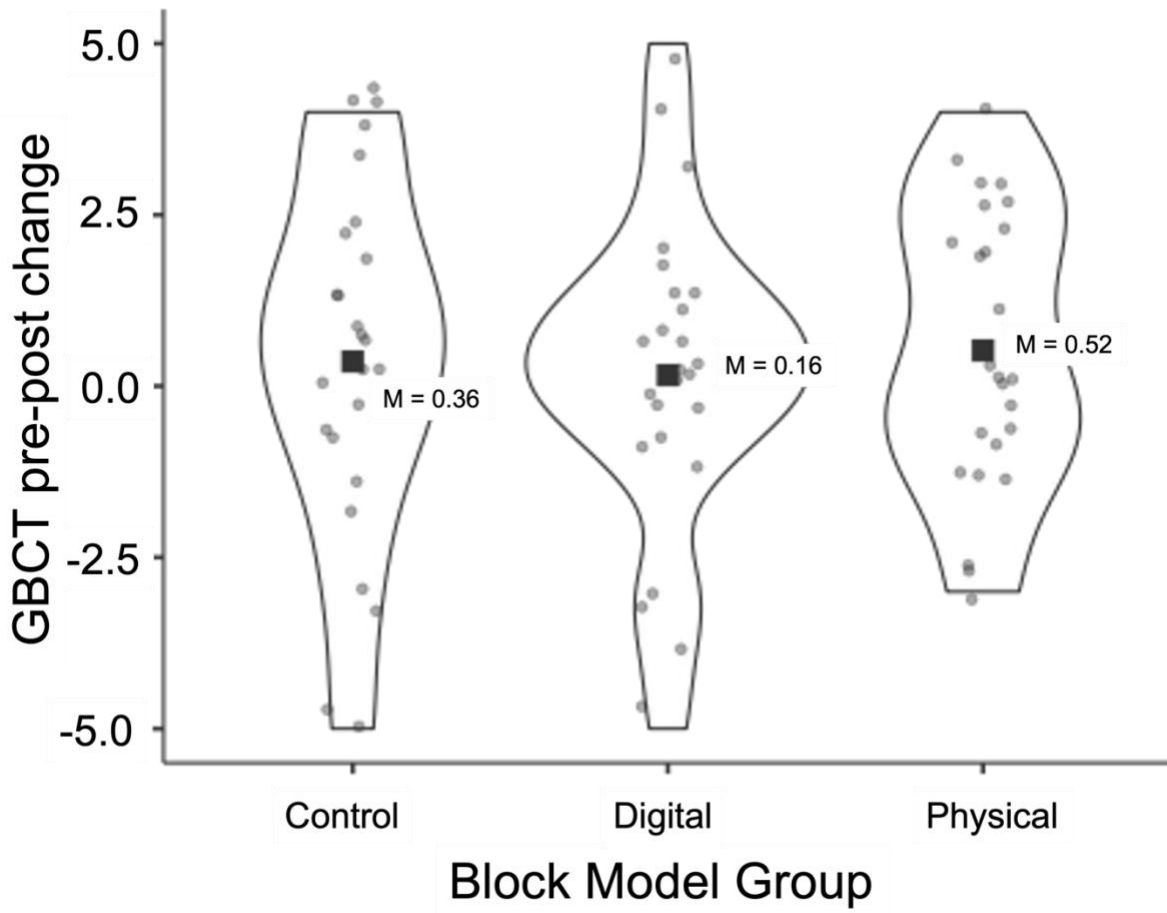 GBCT pre-post change
5.0
2.5
0.0
-2.5
-5.0
M = 0.36
M = 0.16
M = 0.52
Control
Digital
Physical
Block Model Group